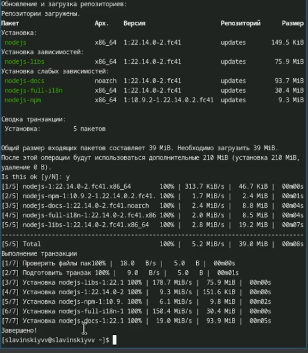 Обновление и загрузка репозиториев:
Репозитории загружены.
Пакет Арх. Версия Репозиторий Размер
Установка:
nodejs x86_64 1:22.14.0-2.fc41 updates 149.5 KiB
Установка зависимостей:
nodejs-libs x86_64 1:22.14.0-2.fc41 updates 75.9 MiB
Установка слабых зависимостей:
nodejs-docs noarch 1:22.14.0-2.fc41 updates 93.7 MiB
nodejs-full-i18n x86_64 1:22.14.0-2.fc41 updates 30.4 MiB
nodejs-npm x86_64 1:10.9.2-1.22.14.0.2.fc41 updates 9.3 MiB
Сводка транзакции:
Установка: 5 пакетов
Общий размер входящих пакетов составляет 39 MiB. Необходимо загрузить 39 MiB.
После этой операции будут использоваться дополнительные 210 MiB (установка 210 MiB,
удаление 0 B).
Is this ok [y/N]: y
[1/5] nodejs-1:22.14.0-2.fc41.x86_64 100% | 313.7 KiB/s | 46.7 KiB | 00m00s
[2/5] nodejs-npm-1:10.9.2-1.22.14.0.2.fc41. 100% | 1.7 MiB/s | 2.4 MiB | 00m01s
[3/5] nodejs-docs-1:22.14.0-2.fc41.noarch 100% | 2.4 MiB/s | 8.8 MiB | 00m04s
[4/5] nodejs-full-i18n-1:22.14.0-2.fc41.x86 100% | 2.0 MiB/s | 8.5 MiB | 00m04s
[5/5] nodejs-libs-1:22.14.0-2.fc41.x86_64 100% | 2.8 MiB/s | 19.2 MiB | 00m07s
[5/5] Total 100% | 5.2 MiB/s | 39.0 MiB | 00m08s
Выполнение транзакции
[1/7] Проверить файлы пак 100% | 18.0 B/s | 5.0 B | 00m00s
[2/7] Подготовить транзак 100% | 9.0 B/s | 5.0 B | 00m01s
[3/7] Установка nodejs-libs-1:22.1 100% | 178.7 MiB/s | 75.9 MiB | 00m00s
[4/7] Установка nodejs-1:22.14.0-2 100% | 9.3 MiB/s | 151.6 KiB | 00m00s
[5/7] Установка nodejs-npm-1:10.9. 100% | 6.1 MiB/s | 9.8 MiB | 00m02s
[6/7] Установка nodejs-full-i18n-1 100% | 150.4 MiB/s | 30.4 MiB | 00m00s
[7/7] Установка nodejs-docs-1:22.1 100% | 19.0 MiB/s | 93.9 MiB | 00m05s
Завершено!
[slavinskiyvv@slavinskiyvv ~]$